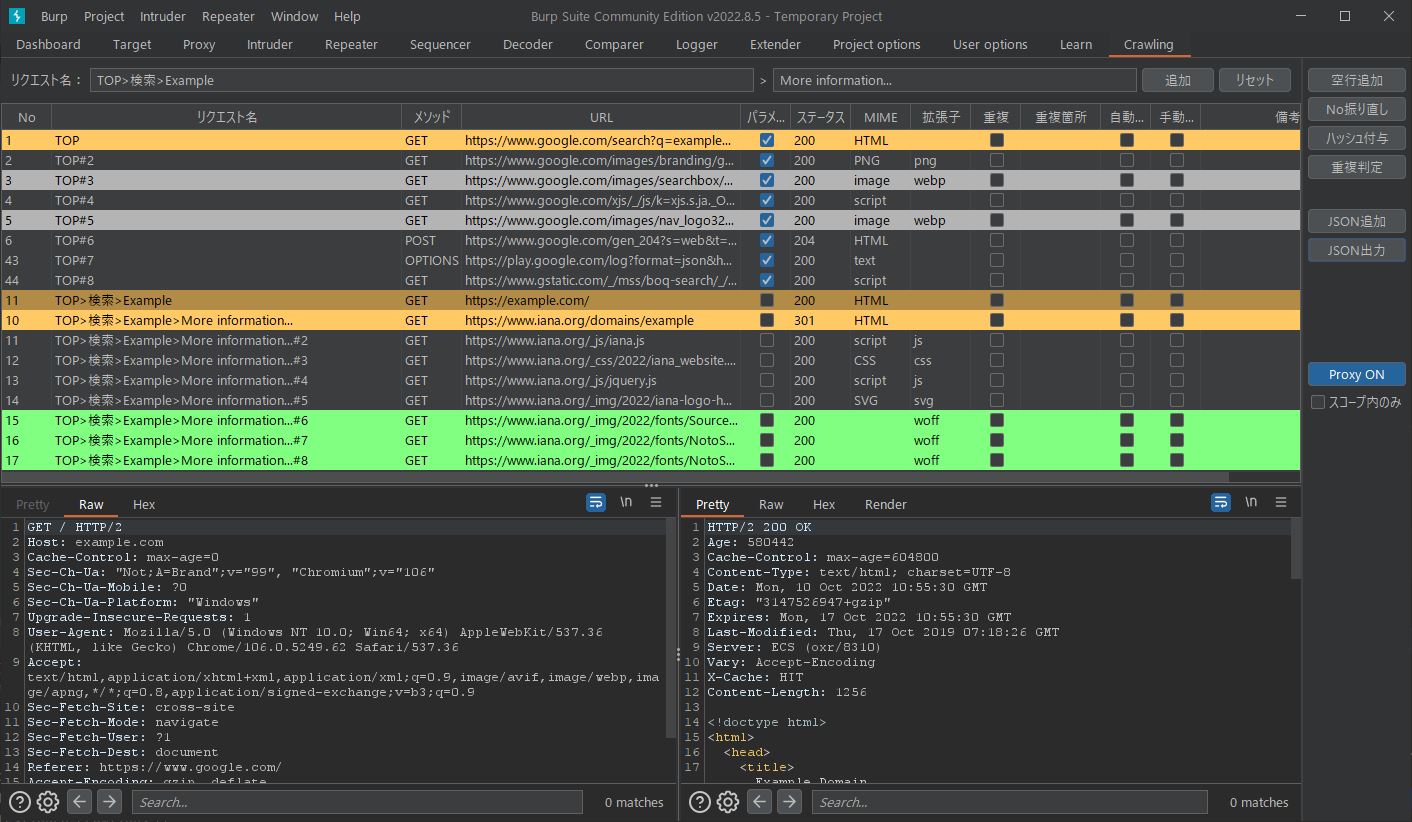 Burp Project Intruder Repeater Window Help Burp Suite Community Edition v2022.8.5 - Temporary Project
Dashboard Target Proxy Intruder Repeater Sequencer Decoder Comparer Logger Extender Project options User options Learn Crawling
リクエスト名： TOP>検索>Example > More information... 追加 リセット 空行追加
No振り直し
ハッシュ付与
重複判定
JSON追加
JSON出力
Proxy ON
スコープ内のみ
No リクエスト名 メソッド URL パラメ... ステータス MIME 拡張子 重複 重複箇所 自動... 手動... 備考
1 TOP GET https://www.google.com/search?q=example... 200 HTML
2 TOP#2 GET https://www.google.com/images/branding/g... 200 PNG png
3 TOP#3 GET https://www.google.com/images/searchbox/... 200 image webp
4 TOP#4 GET https://www.google.com/xjs/_/js/k=xjs.s.ja._O... 200 script
5 TOP#5 GET https://www.google.com/images/nav_logo32... 200 image webp
6 TOP#6 POST https://www.google.com/gen_204?s=web&t=... 204 HTML
43 TOP#7 OPTIONS https://play.google.com/log?format=json&h... 200 text
44 TOP#8 GET https://www.gstatic.com/_/mss/boq-search/_/... 200 script
11 TOP>検索>Example GET https://example.com/ 200 HTML
10 TOP>検索>Example>More information... GET https://www.iana.org/domains/example 301 HTML
11 TOP>検索>Example>More information...#2 GET https://www.iana.org/_js/iana.js 200 script js
12 TOP>検索>Example>More information...#3 GET https://www.iana.org/_css/2022/iana_website.... 200 CSS css
13 TOP>検索>Example>More information...#4 GET https://www.iana.org/_js/jquery.js 200 script js
14 TOP>検索>Example>More information...#5 GET https://www.iana.org/_img/2022/iana-logo-h... 200 SVG svg
15 TOP>検索>Example>More information...#6 GET https://www.iana.org/_img/2022/fonts/Source... 200 woff
16 TOP>検索>Example>More information...#7 GET https://www.iana.org/_img/2022/fonts/NotoS... 200 woff
17 TOP>検索>Example>More information...#8 GET https://www.iana.org/_img/2022/fonts/NotoS... 200 woff
Pretty Raw Hex \n
1 GET / HTTP/2
2 Host: example.com
3 Cache-Control: max-age=0
4 Sec-Ch-Ua: "Not;A=Brand";v="99", "Chromium";v="106"
5 Sec-Ch-Ua-Mobile: ?0
6 Sec-Ch-Ua-Platform: "Windows"
7 Upgrade-Insecure-Requests: 1
8 User-Agent: Mozilla/5.0 (Windows NT 10.0; Win64; x64) AppleWebKit/537.36
(KHTML, like Gecko) Chrome/106.0.5249.62 Safari/537.36
9 Accept:
text/html,application/xhtml+xml,application/xml;q=0.9,image/avif,image/webp,ima
ge/apng,*/*;q=0.8,application/signed-exchange;v=b3;q=0.9
10 Sec-Fetch-Site: cross-site
11 Sec-Fetch-Mode: navigate
12 Sec-Fetch-User: ?1
13 Sec-Fetch-Dest: document
14 Referer: https://www.google.com/
15 Accept-Encoding: gzip, deflate
Search... 0 matches
Pretty Raw Hex Render \n
1 HTTP/2 200 OK
2 Age: 580442
3 Cache-Control: max-age=604800
4 Content-Type: text/html; charset=UTF-8
5 Date: Mon, 10 Oct 2022 10:55:30 GMT
6 Etag: "3147526947+gzip"
7 Expires: Mon, 17 Oct 2022 10:55:30 GMT
8 Last-Modified: Thu, 17 Oct 2019 07:18:26 GMT
9 Server: ECS (oxr/8310)
10 Vary: Accept-Encoding
11 X-Cache: HIT
12 Content-Length: 1256
13
14 <!doctype html>
15 <html>
16 <head>
17 <title>
Example Domain
Search... 0 matches